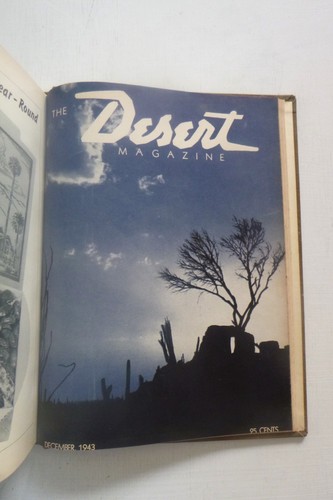 ear - Round
THE
Desert
MAGAZINE
DECEMBER, 1943
25 CENTS